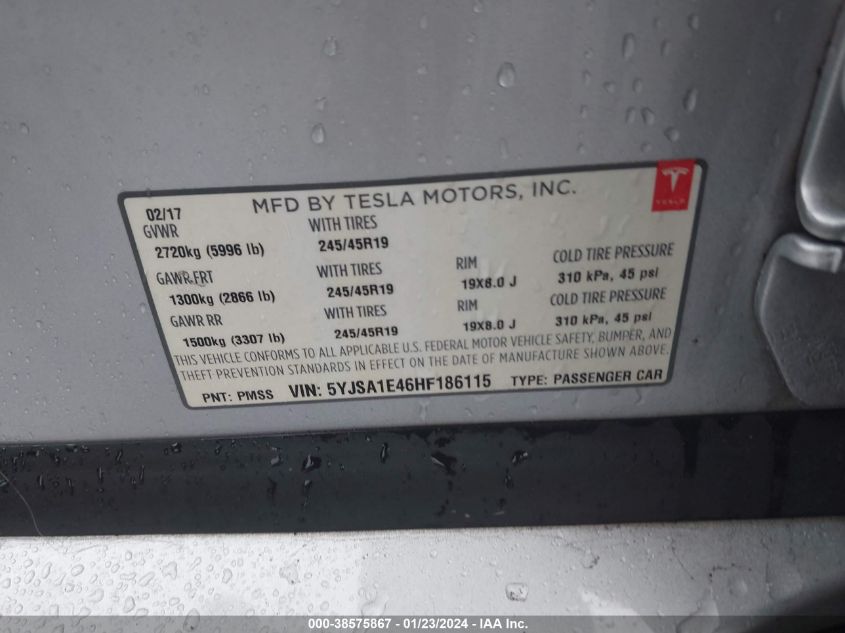 02/17 MFD BY TESLA MOTORS, INC.
TESLA
GVWR WITH TIRES
2720kg (5996 lb) 245/45R19
GAWR FRT WITH TIRES RIM COLD TIRE PRESSURE
1300kg (2866 lb) 245/45R19 19X8.0 J 310 kPa, 45 psi
GAWR RR WITH TIRES RIM COLD TIRE PRESSURE
1500kg (3307 lb) 245/45R19 19X8.0 J 310 kPa, 45 psi
THIS VEHICLE CONFORMS TO ALL APPLICABLE U.S. FEDERAL MOTOR VEHICLE SAFETY, BUMPER, AND
THEFT PREVENTION STANDARDS IN EFFECT ON THE DATE OF MANUFACTURE SHOWN ABOVE.
PNT: PMSS VIN: 5YJSA1E46HF186115 TYPE: PASSENGER CAR
000-38575867 - 01/23/2024 - IAA Inc.